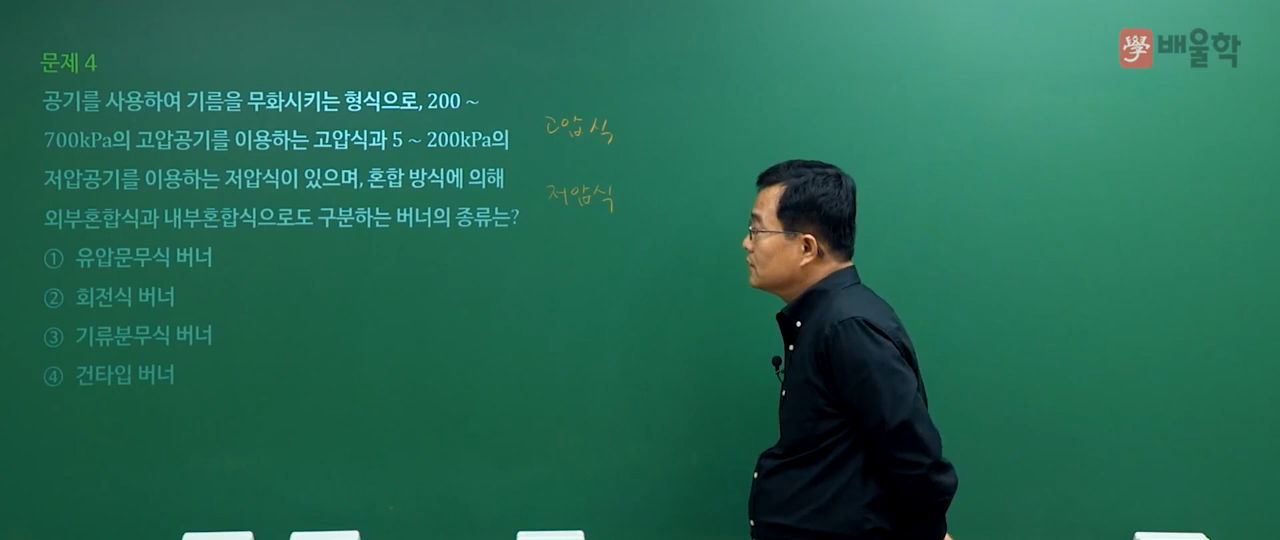 學 배울학
문제 4
공기를 사용하여 기름을 무화시키는 형식으로, 200 ~
700kPa의 고압공기를 이용하는 고압식과 5 ~ 200kPa의
저압공기를 이용하는 저압식이 있으며, 혼합 방식에 의해
외부혼합식과 내부혼합식으로도 구분하는 버너의 종류는?
고압식
저압식
① 유압문무식 버너
② 회전식 버너
③ 기류분무식 버너
④ 건타입 버너